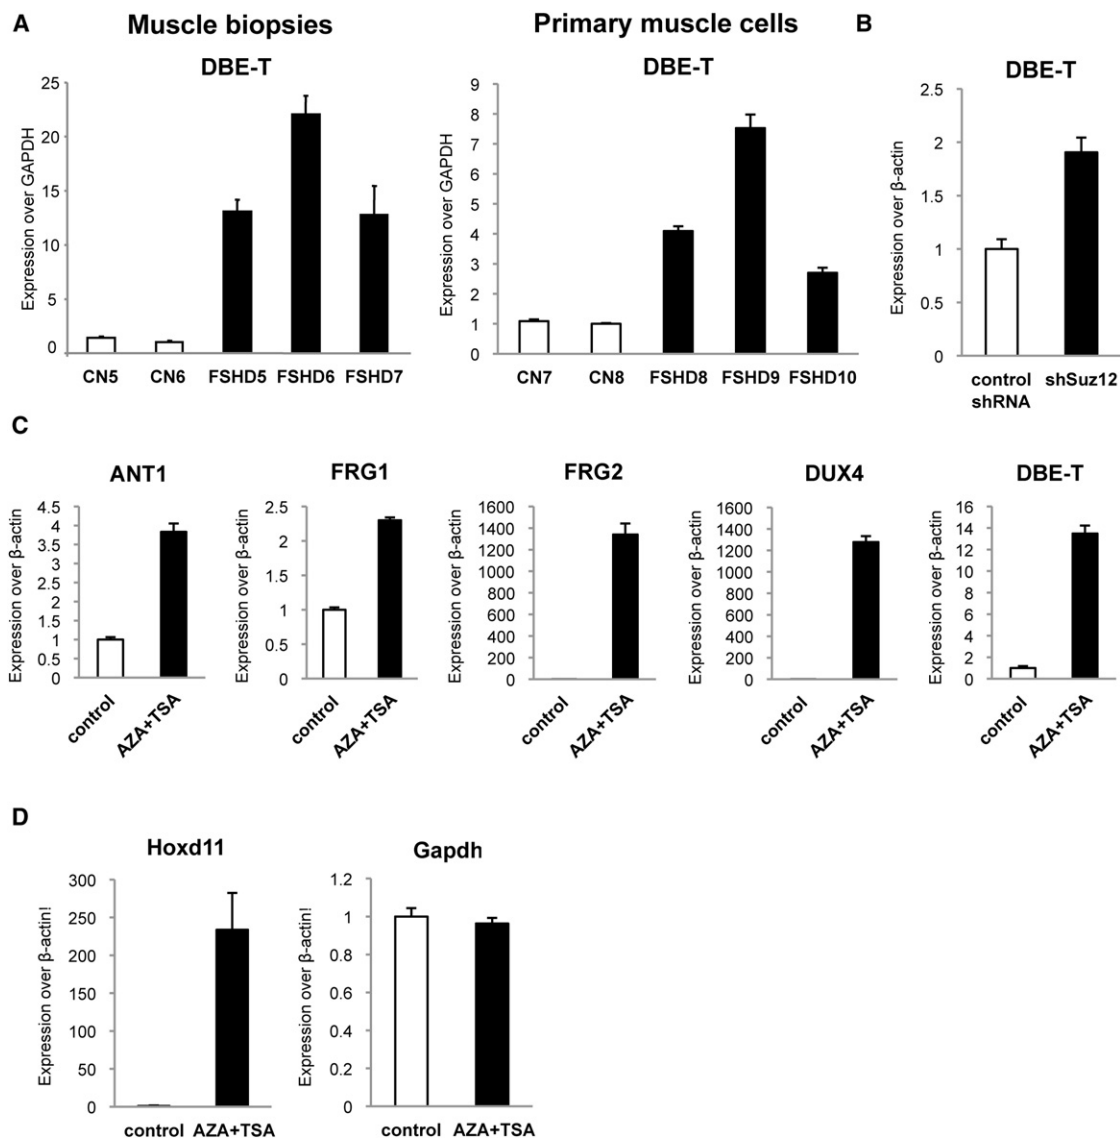 A
Muscle biopsies
DBE-T
Expression over GAPDH
25
20
15
10
5
0
CN5 CN6 FSHD5 FSHD6 FSHD7
Primary muscle cells
DBE-T
Expression over GAPDH
9
8
7
6
5
4
3
2
1
0
CN7 CN8 FSHD8 FSHD9 FSHD10
B
DBE-T
Expression over β-actin
2.5
2
1.5
1
0.5
0
control shSuz12
shRNA
C
ANT1
Expression over β-actin
4.5
4
3.5
3
2.5
2
1.5
1
0.5
0
control AZA+TSA
FRG1
Expression over β-actin
2.5
2
1.5
1
0.5
0
control AZA+TSA
FRG2
Expression over β-actin
1600
1400
1200
1000
800
600
400
200
0
control AZA+TSA
DUX4
Expression over β-actin
1600
1400
1200
1000
800
600
400
200
0
control AZA+TSA
DBE-T
Expression over β-actin
16
14
12
10
8
6
4
2
0
control AZA+TSA
D
Hoxd11
Expression over β-actin!
300
250
200
150
100
50
0
control AZA+TSA
Gapdh
Expression over β-actin!
1.2
1
0.8
0.6
0.4
0.2
0
control AZA+TSA